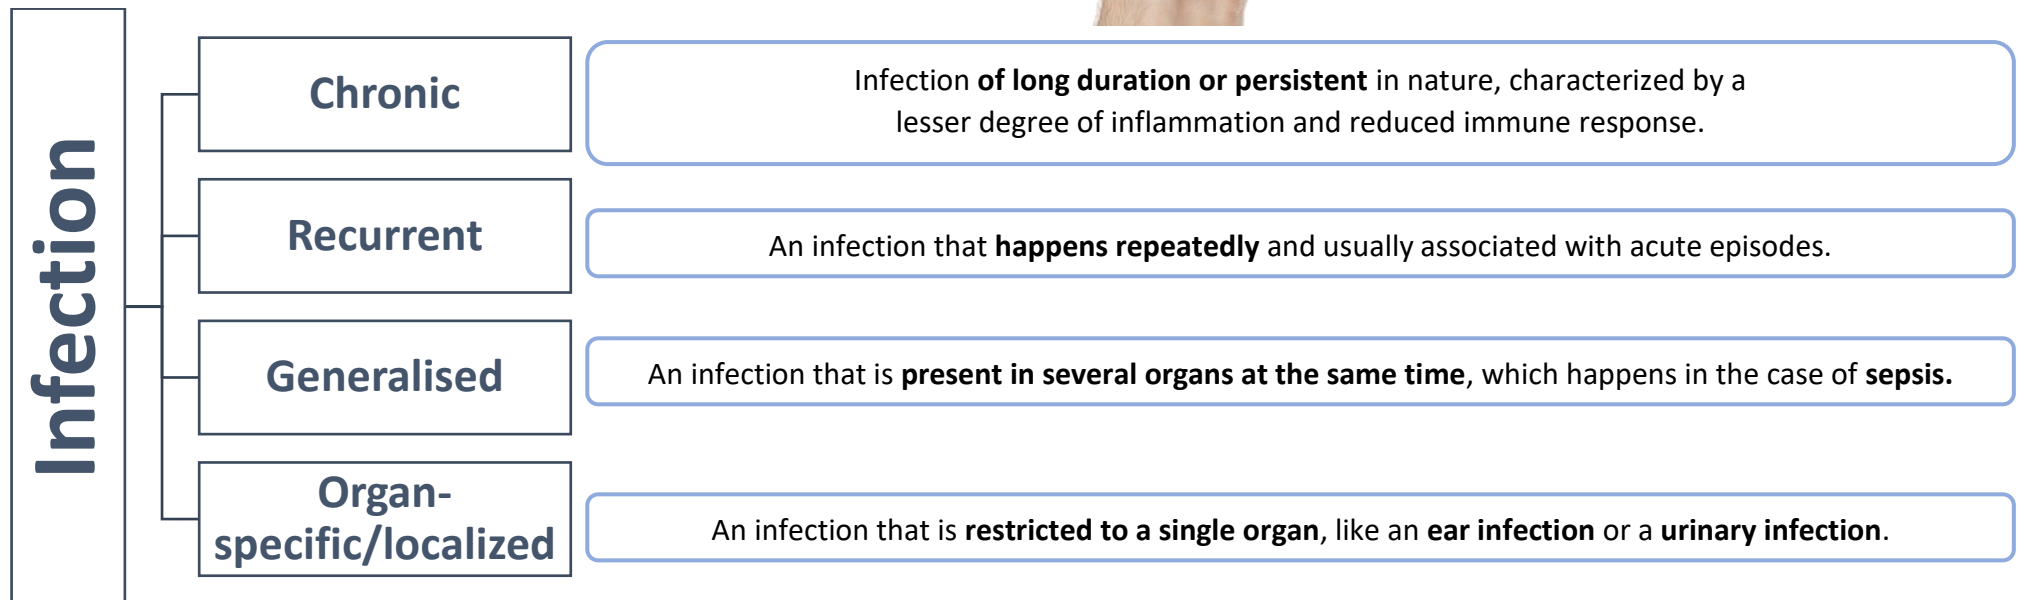 Infection
Chronic
Infection of long duration or persistent in nature, characterized by a
lesser degree of inflammation and reduced immune response.
Recurrent
An infection that happens repeatedly and usually associated with acute episodes.
Generalised
An infection that is present in several organs at the same time, which happens in the case of sepsis.
Organ-
specific/localized
An infection that is restricted to a single organ, like an ear infection or a urinary infection.